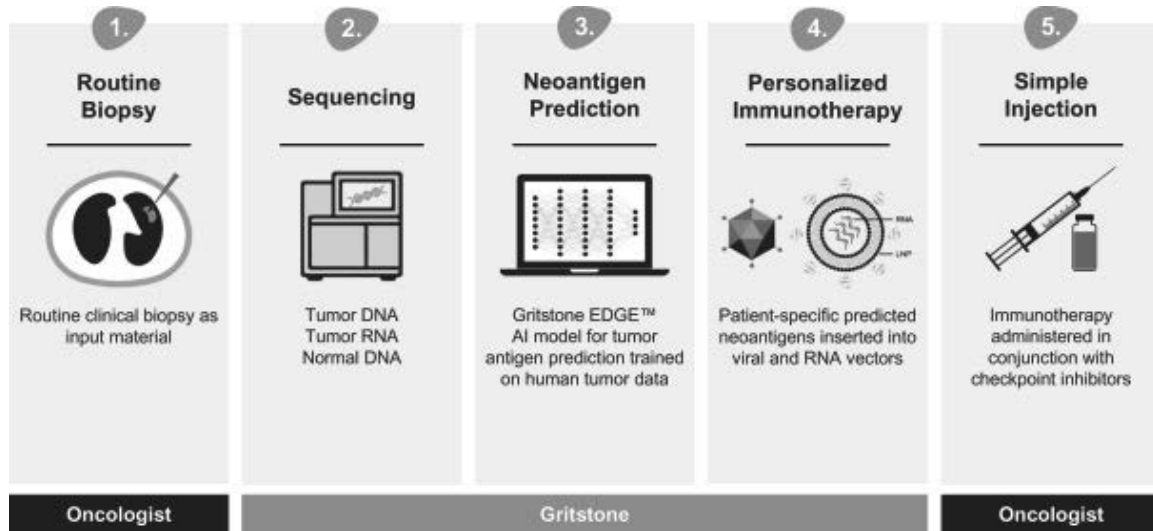 1.
Routine
Biopsy
Routine clinical biopsy as
input material
2.
Sequencing
Tumor DNA
Tumor RNA
Normal DNA
3.
Neoantigen
Prediction
Gritstone EDGE™
AI model for tumor
antigen prediction trained
on human tumor data
4.
Personalized
Immunotherapy
RNA
LNP
Patient-specific predicted
neoantigens inserted into
viral and RNA vectors
5.
Simple
Injection
Immunotherapy
administered in
conjunction with
checkpoint inhibitors
Oncologist
Gritstone
Oncologist